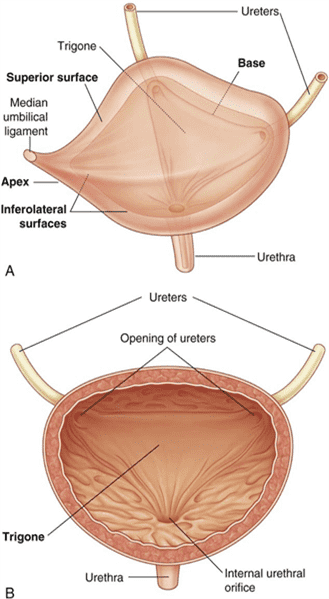 Ureters
Trigone
Base
Superior surface
Median
umbilical
ligament
Apex
Inferolateral
surfaces
Urethra
A
Ureters
Opening of ureters
Trigone
Urethra
Internal urethral
orifice
B